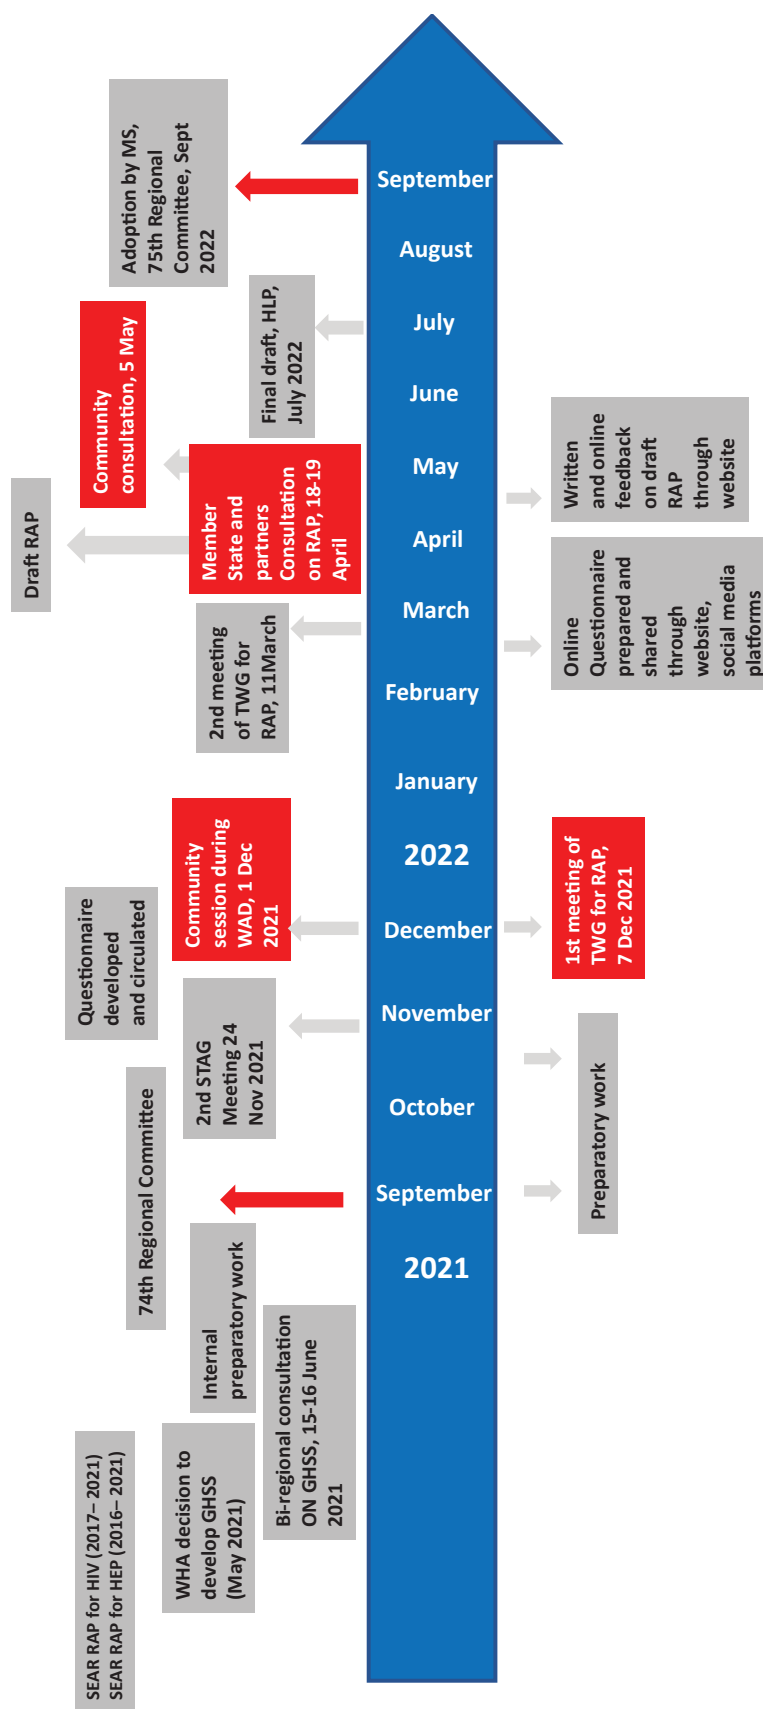 SEAR RAP for HIV (2017– 2021)
SEAR RAP for HEP (2016– 2021)
WHA decision to
develop GHSS
(May 2021)
Bi-regional consultation
ON GHSS, 15-16 June
2021
Internal
preparatory work
74th Regional Committee
2nd STAG
Meeting 24
Nov 2021
Questionnaire
developed
and circulated
Community
session during
WAD, 1 Dec
2021
2nd meeting
of TWG for
RAP, 11March
Draft RAP
Member
State and
partners
Consultation
on RAP, 18-19
April
Community
consultation, 5 May
Final draft, HLP,
July 2022
Adoption by MS,
75th Regional
Committee, Sept
2022
2021
September
October
November
December
2022
January
February
March
April
May
June
July
August
September
Preparatory work
1st meeting of
TWG for RAP,
7 Dec 2021
Online
Questionnaire
prepared and
shared
through
website,
social media
platforms
Written
and online
feedback
on draft
RAP
through
website